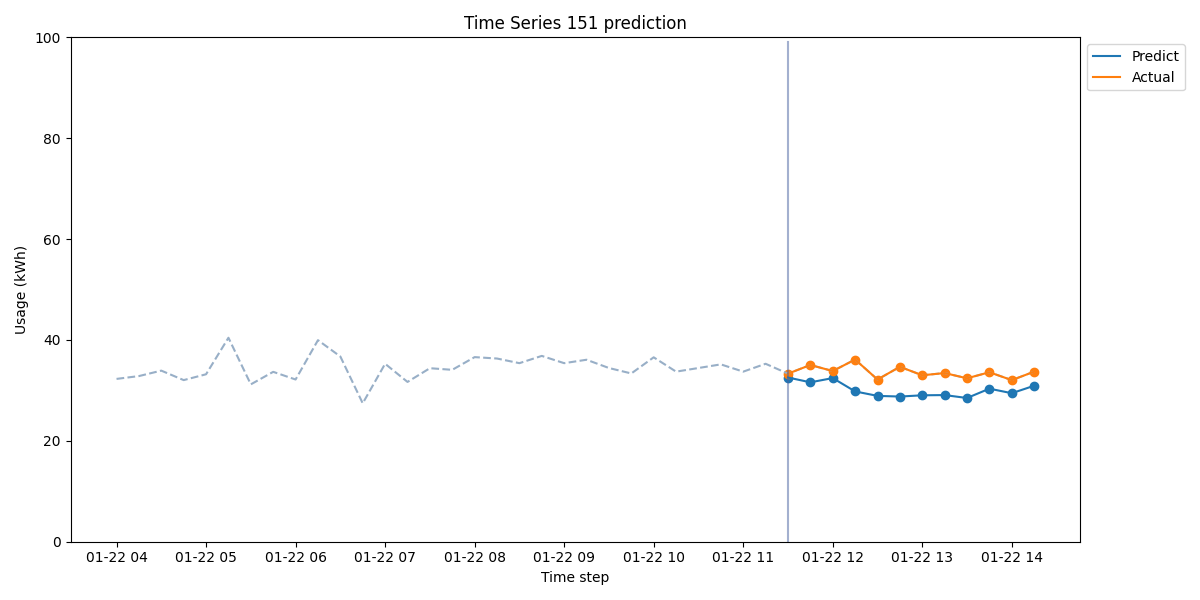 Time Series 151 prediction
100
80
60
40
20
0
Usage (kWh)
Predict
Actual
01-22 04 01-22 05 01-22 06 01-22 07 01-22 08 01-22 09 01-22 10 01-22 11 01-22 12 01-22 13 01-22 14
Time step